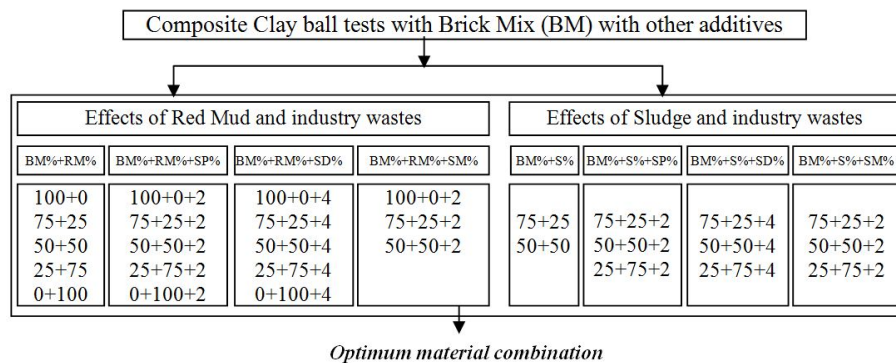 Composite Clay ball tests with Brick Mix (BM) with other additives
Effects of Red Mud and industry wastes
BM%+RM%
100+0
75+25
50+50
25+75
0+100
BM%+RM%+SP%
100+0+2
75+25+2
50+50+2
25+75+2
0+100+2
BM%+RM%+SD%
100+0+4
75+25+4
50+50+4
25+75+4
0+100+4
BM%+RM%+SM%
100+0+2
75+25+2
50+50+2
Effects of Sludge and industry wastes
BM%+S%
75+25
50+50
BM%+S%+SP%
75+25+2
50+50+2
25+75+2
BM%+S%+SD%
75+25+4
50+50+4
25+75+4
BM%+S%+SM%
75+25+2
50+50+2
25+75+2
Optimum material combination